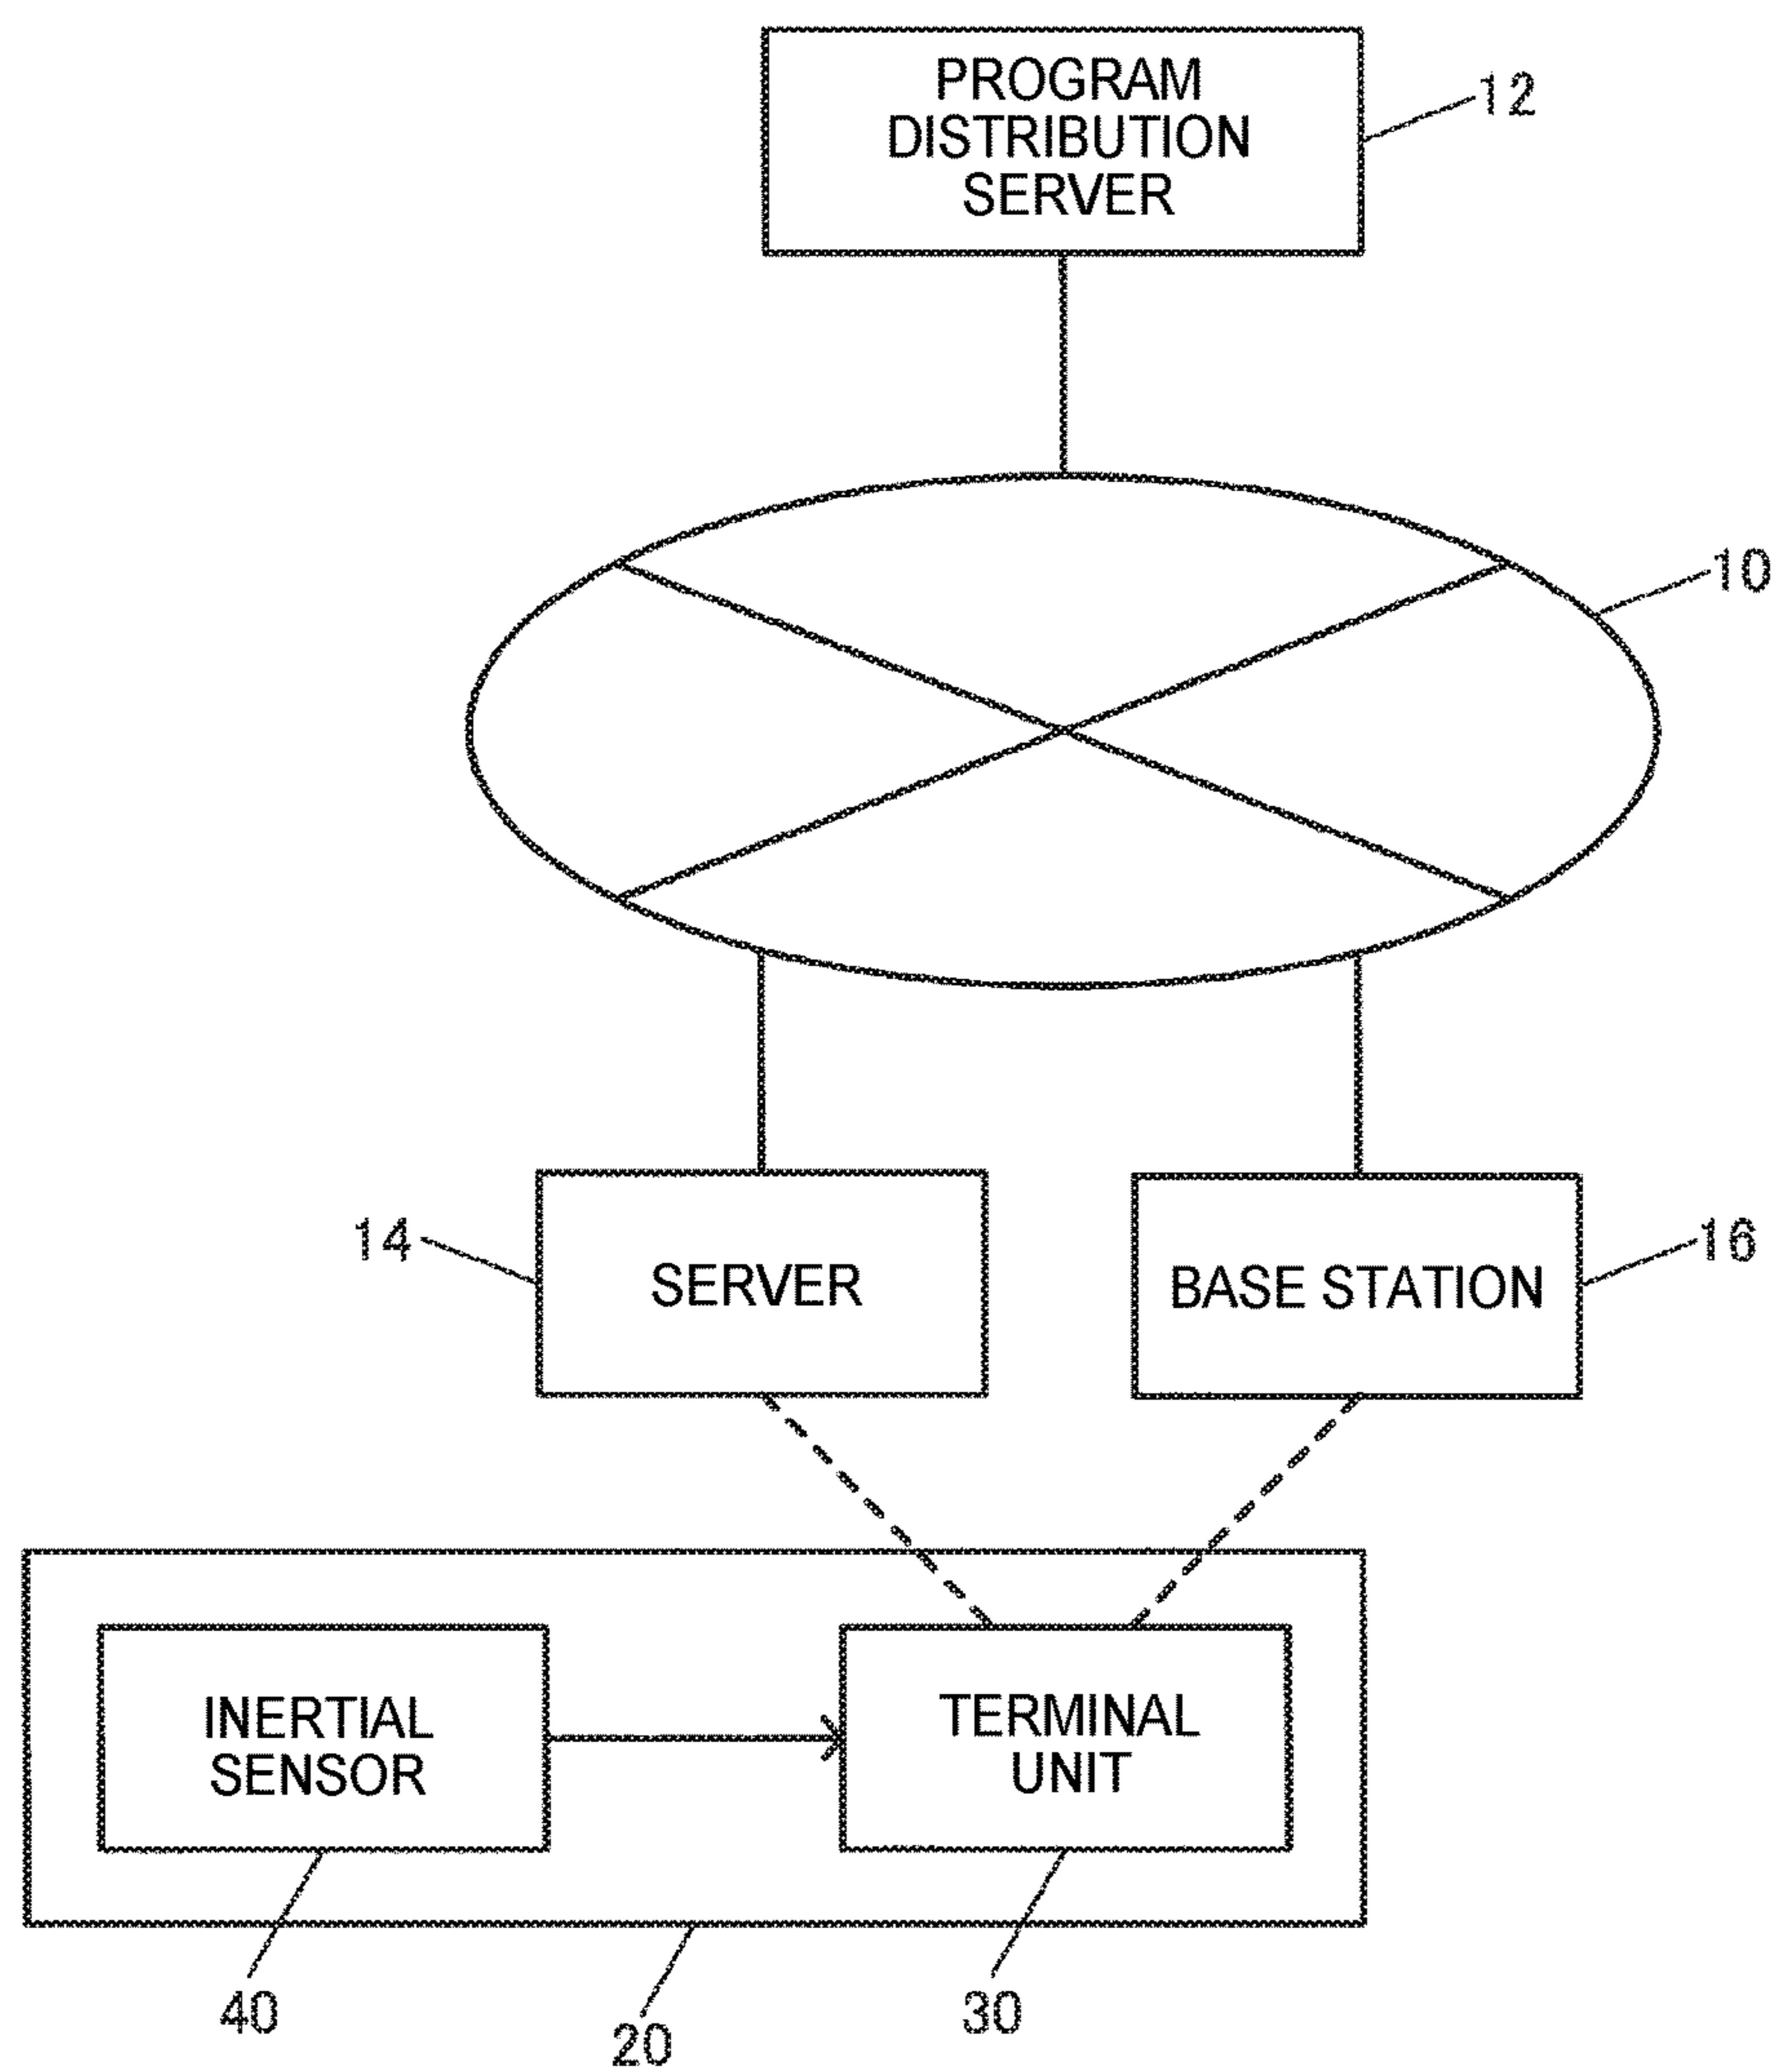 PROGRAM
DISTRIBUTION
SERVER
12
10
14
SERVER
BASE STATION
16
INERTIAL
SENSOR
TERMINAL
UNIT
40
20
30